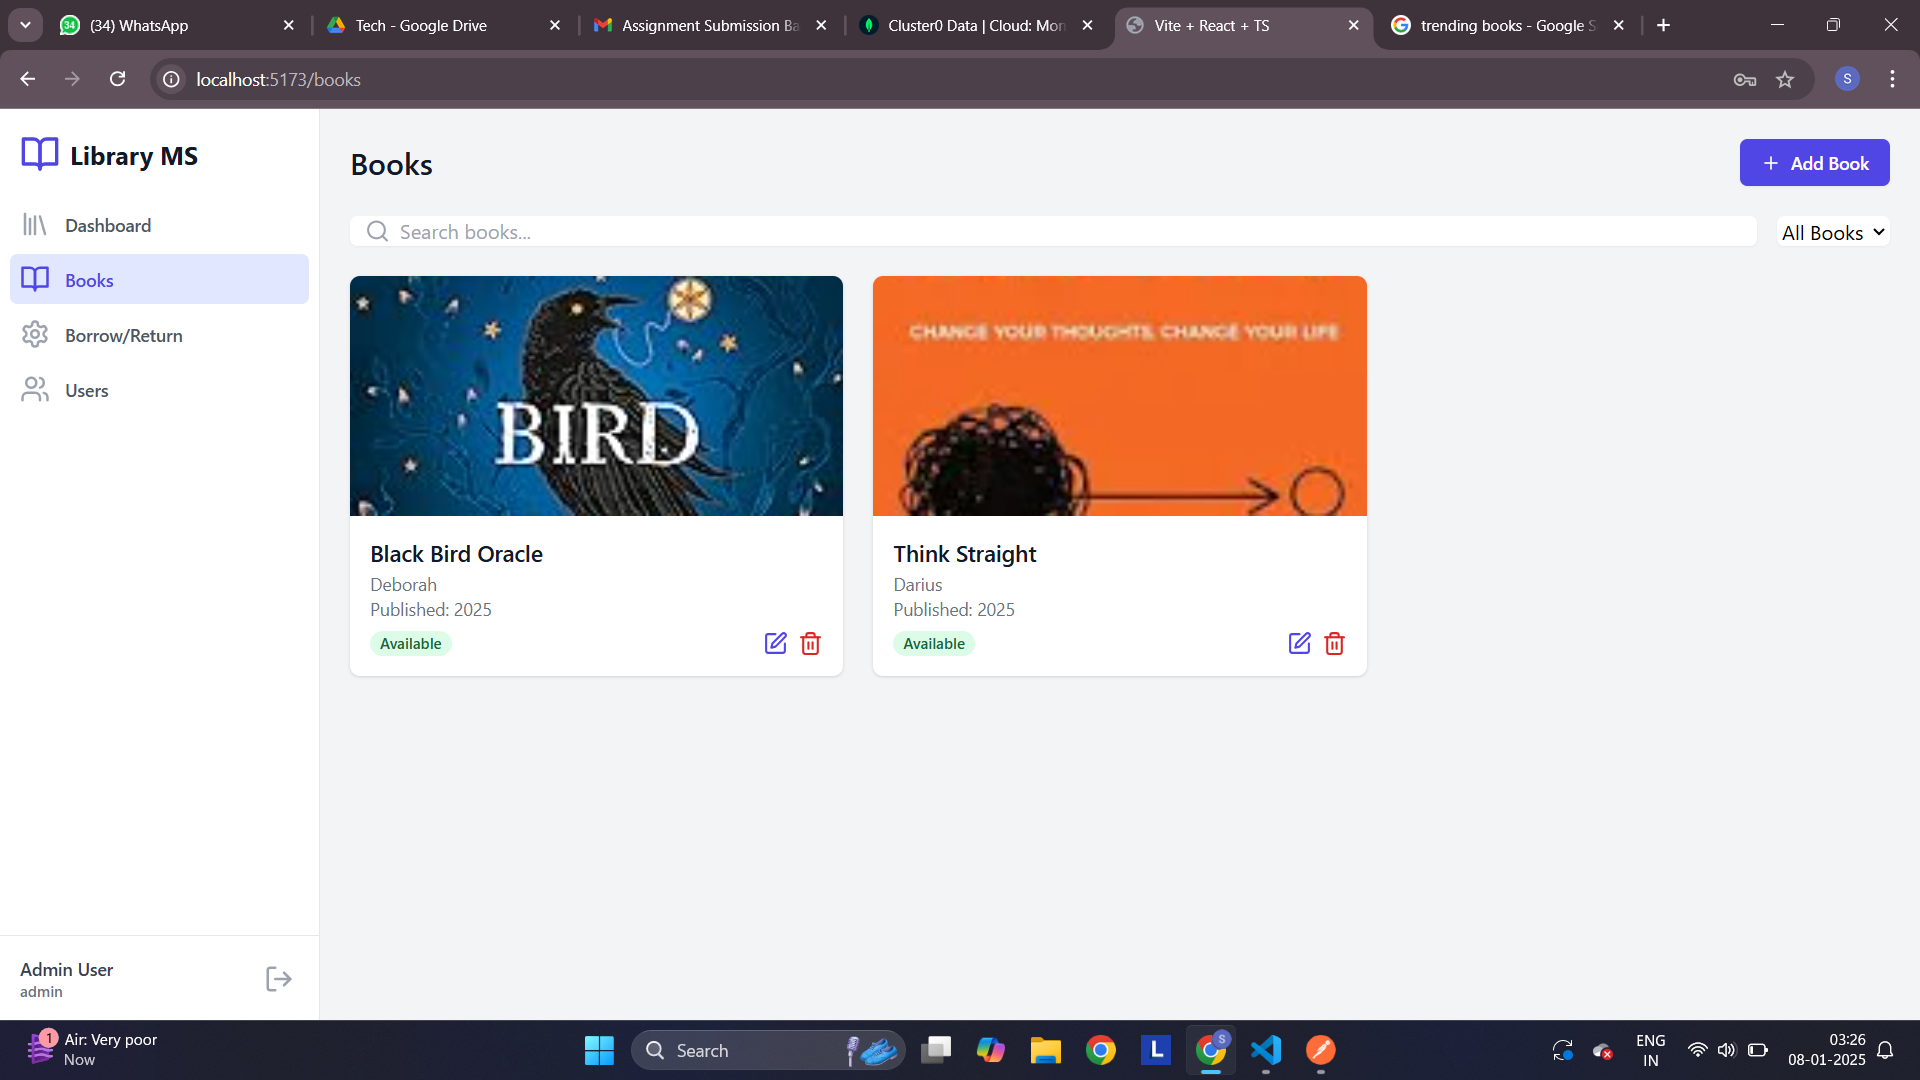 (34) WhatsApp
Tech - Google Drive
Assignment Submission Ba
Cluster0 Data | Cloud: Mon
Vite + React + TS
trending books - Google S
localhost:5173/books
S
Library MS
Dashboard
Books
Borrow/Return
Users
Admin User
admin
Books
+ Add Book
Search books...
All Books
BIRD
CHANGE YOUR THOUGHTS, CHANGE YOUR LIFE
Black Bird Oracle
Deborah
Published: 2025
Available
Think Straight
Darius
Published: 2025
Available
1
Air: Very poor
Now
Search
L
S
ENG
IN
03:26
08-01-2025